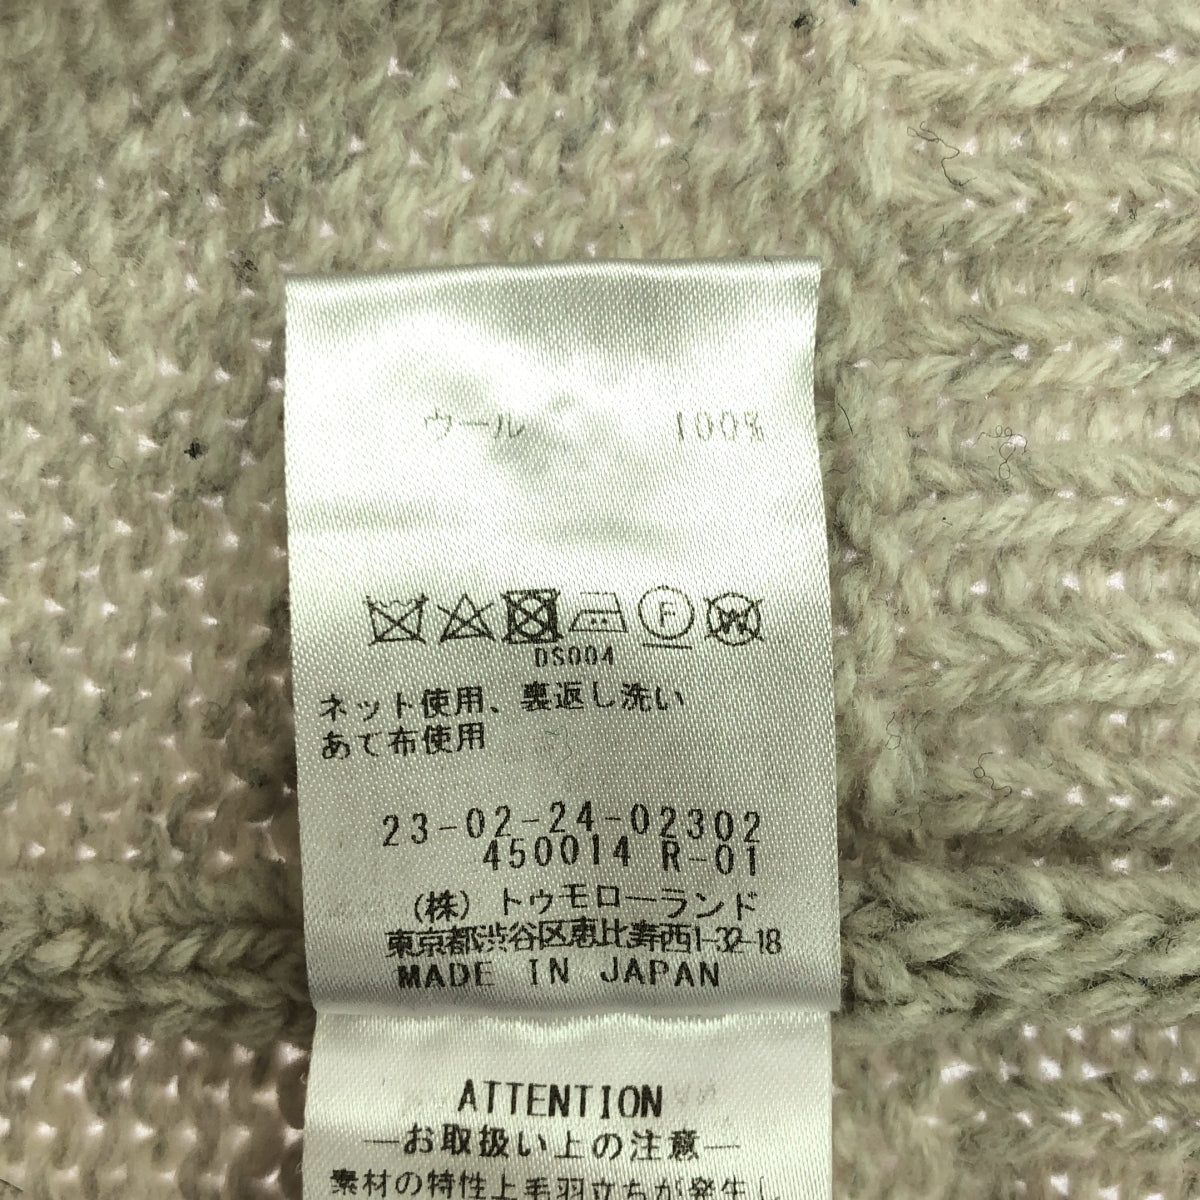 ウール 100%
F W
DS004
ネット使用、裏返し洗い
あて布使用
23-02-24-02302
450014 R-01
(株) トゥモローランド
東京都渋谷区恵比寿西1-32-18
MADE IN JAPAN
ATTENTION
―お取扱い上の注意―
素材の特性上毛羽立ちが発生し